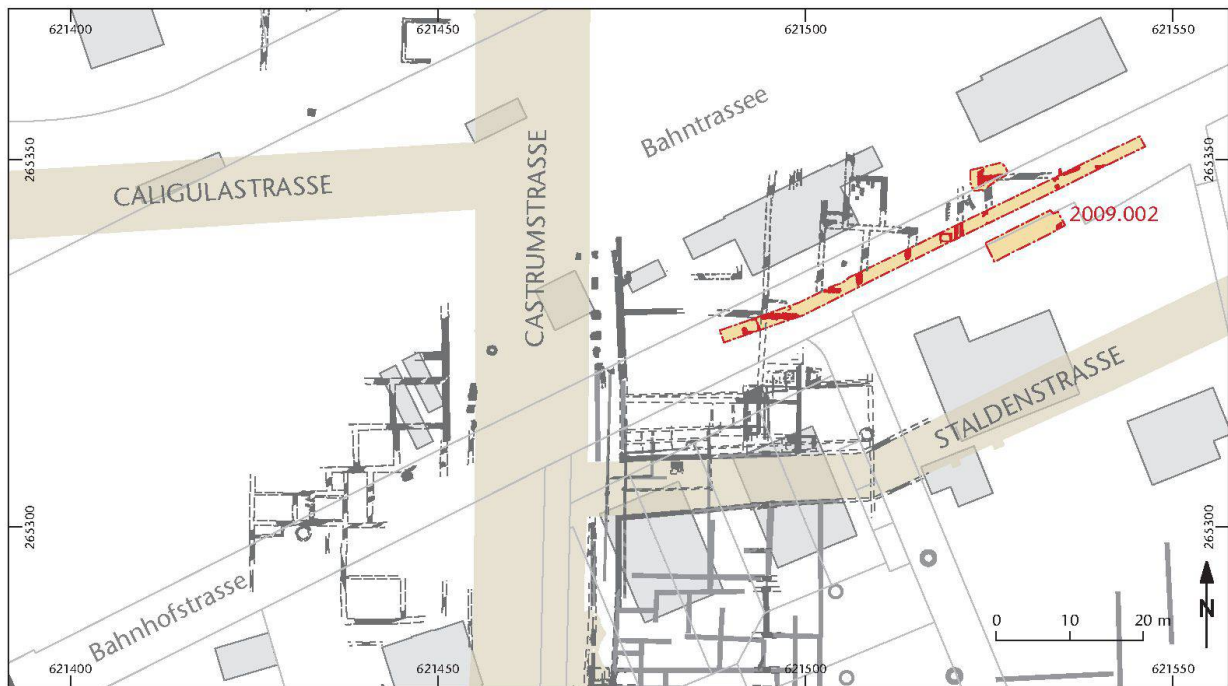 621400
621450
621500
621550
Bahntrassee
265350
CALIGULASTRASSE
CASTRUMSTRASSE
265350
2009.002
STALDENSTRASSE
265300
265300
Bahnhofstrasse
N
0 10 20 m
621400
621450
621500
621550